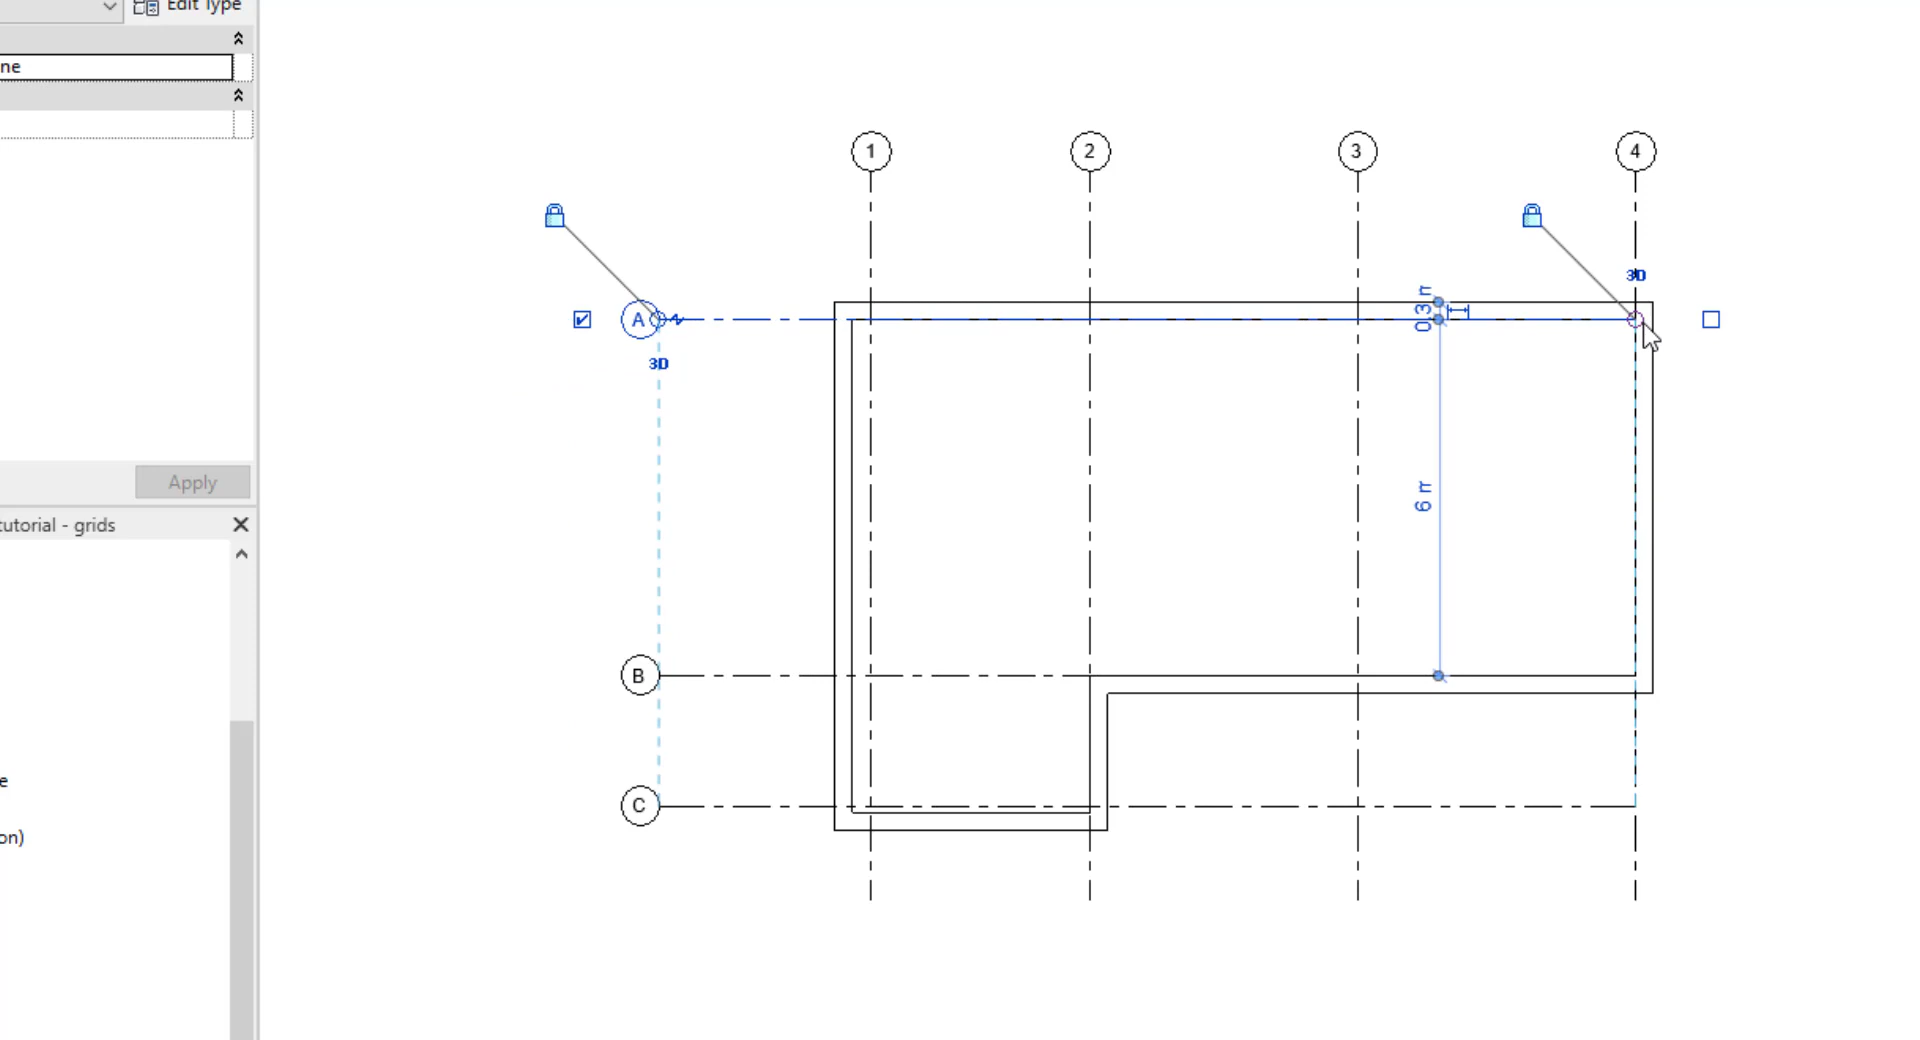 Edit Type
ne
1 2 3 4
3D
0.3 m
A
3D
Apply
6 m
tutorial - grids
B
e
C
on)